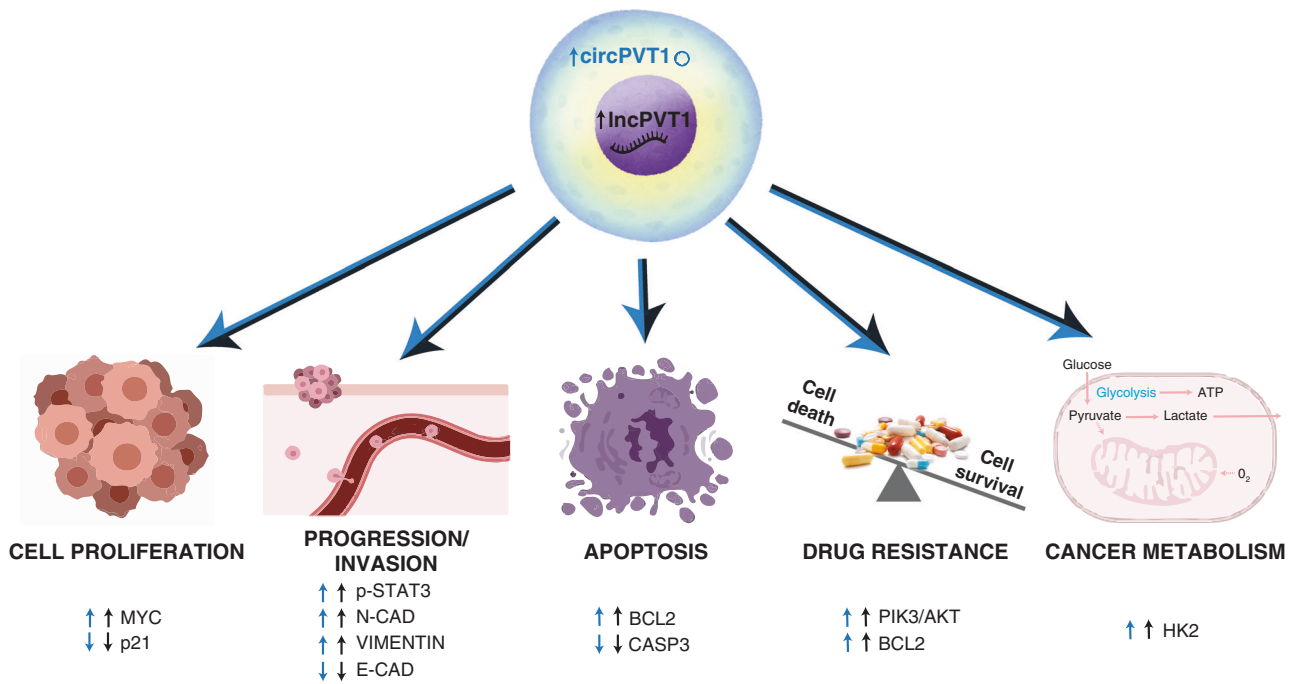 ↑circPVT1
↑lncPVT1
Glucose
Glycolysis → ATP
Pyruvate → Lactate
O2
Cell
death
Cell
survival
CELL PROLIFERATION
↑ ↑ MYC
↓ ↓ p21
PROGRESSION/
INVASION
↑ ↑ p-STAT3
↑ ↑ N-CAD
↑ ↑ VIMENTIN
↓ ↓ E-CAD
APOPTOSIS
↑ ↑ BCL2
↓ ↓ CASP3
DRUG RESISTANCE
↑ ↑ PIK3/AKT
↑ ↑ BCL2
CANCER METABOLISM
↑ ↑ HK2